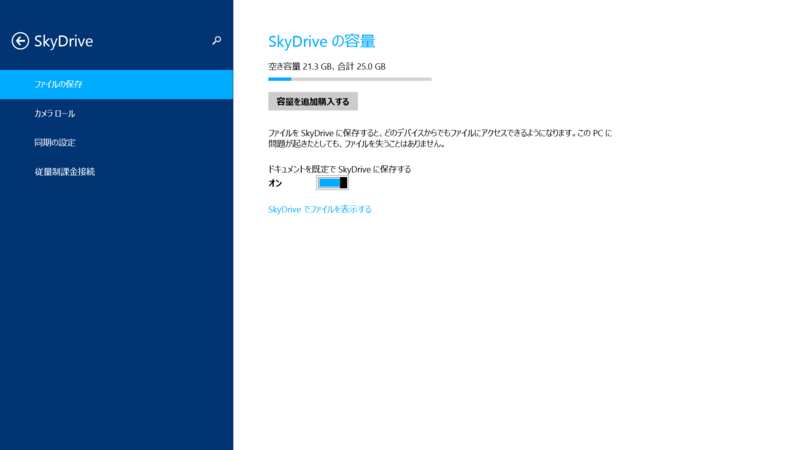 SkyDrive
ファイルの保存
カメラ ロール
同期の設定
従量制課金接続
SkyDrive の容量
空き容量 21.3 GB、合計 25.0 GB
容量を追加購入する
ファイルを SkyDrive に保存すると、どのデバイスからでもファイルにアクセスできるようになります。この PC に
問題が起きたとしても、ファイルを失うことはありません。
ドキュメントを既定で SkyDrive に保存する
オン
SkyDrive でファイルを表示する